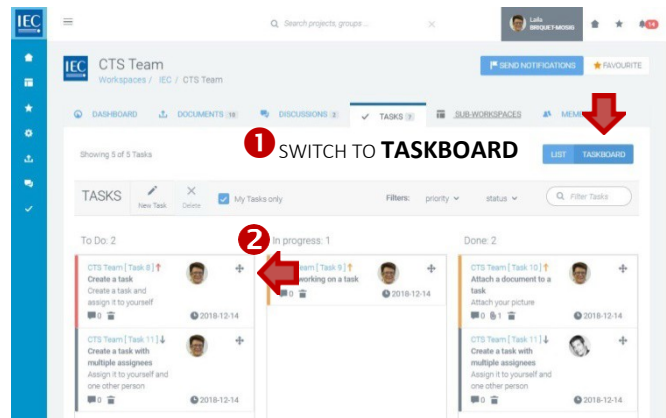 IEC
Search projects, groups ...
Laila
BRIQUET-MOSIG
IEC
CTS Team
Workspaces / IEC / CTS Team
SEND NOTIFICATIONS
FAVOURITE
DASHBOARD
DOCUMENTS 10
DISCUSSIONS 2
TASKS
SUB-WORKSPACES
1 SWITCH TO TASKBOARD
Showing 5 of 5 Tasks
LIST
TASKBOARD
TASKS
New Task
Delete
My Tasks only
Filters:
priority
status
Filter Tasks
To Do: 2
2
In progress: 1
Done: 2
CTS Team [ Task 8 ]
Create a task
Create a task and
assign it to yourself
0
2018-12-14
CTS Team [ Task 11 ]
Create a task with
multiple assignees
Assign it to yourself and
one other person
0
2018-12-14
[ Task 9 ]
working on a task
0
2018-12-14
CTS Team [ Task 10 ]
Attach a document to a
task
Attach your picture
0 1
2018-12-14
CTS Team [ Task 11 ]
Create a task with
multiple assignees
Assign it to yourself and
one other person
0
2018-12-14